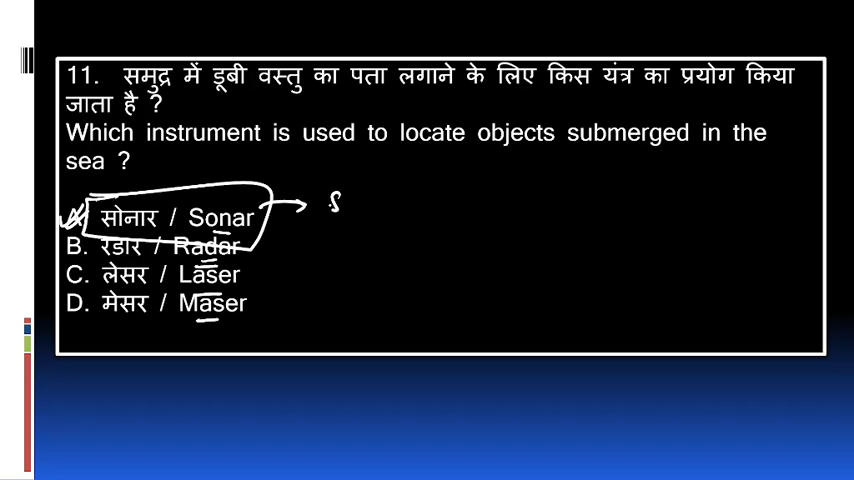 11. समुद्र में डूबी वस्तु का पता लगाने के लिए किस यंत्र का प्रयोग किया
जाता है ?
Which instrument is used to locate objects submerged in the
sea ?
A. सोनार / Sonar → S
B. रेडार / Radar
C. लेसर / Laser
D. मेसर / Maser